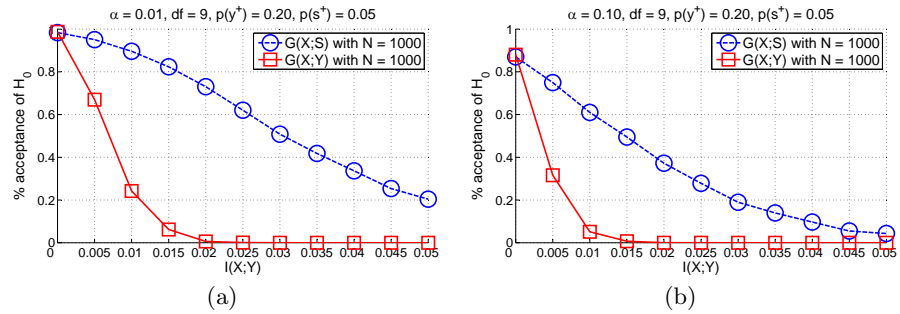 α = 0.01, df = 9, p(y⁺) = 0.20, p(s⁺) = 0.05
G(X;S) with N = 1000
G(X;Y) with N = 1000
% acceptance of H₀
1
0.8
0.6
0.4
0.2
0
0 0.005 0.01 0.015 0.02 0.025 0.03 0.035 0.04 0.045 0.05
I(X;Y)
(a)
α = 0.10, df = 9, p(y⁺) = 0.20, p(s⁺) = 0.05
G(X;S) with N = 1000
G(X;Y) with N = 1000
% acceptance of H₀
1
0.8
0.6
0.4
0.2
0
0 0.005 0.01 0.015 0.02 0.025 0.03 0.035 0.04 0.045 0.05
I(X;Y)
(b)